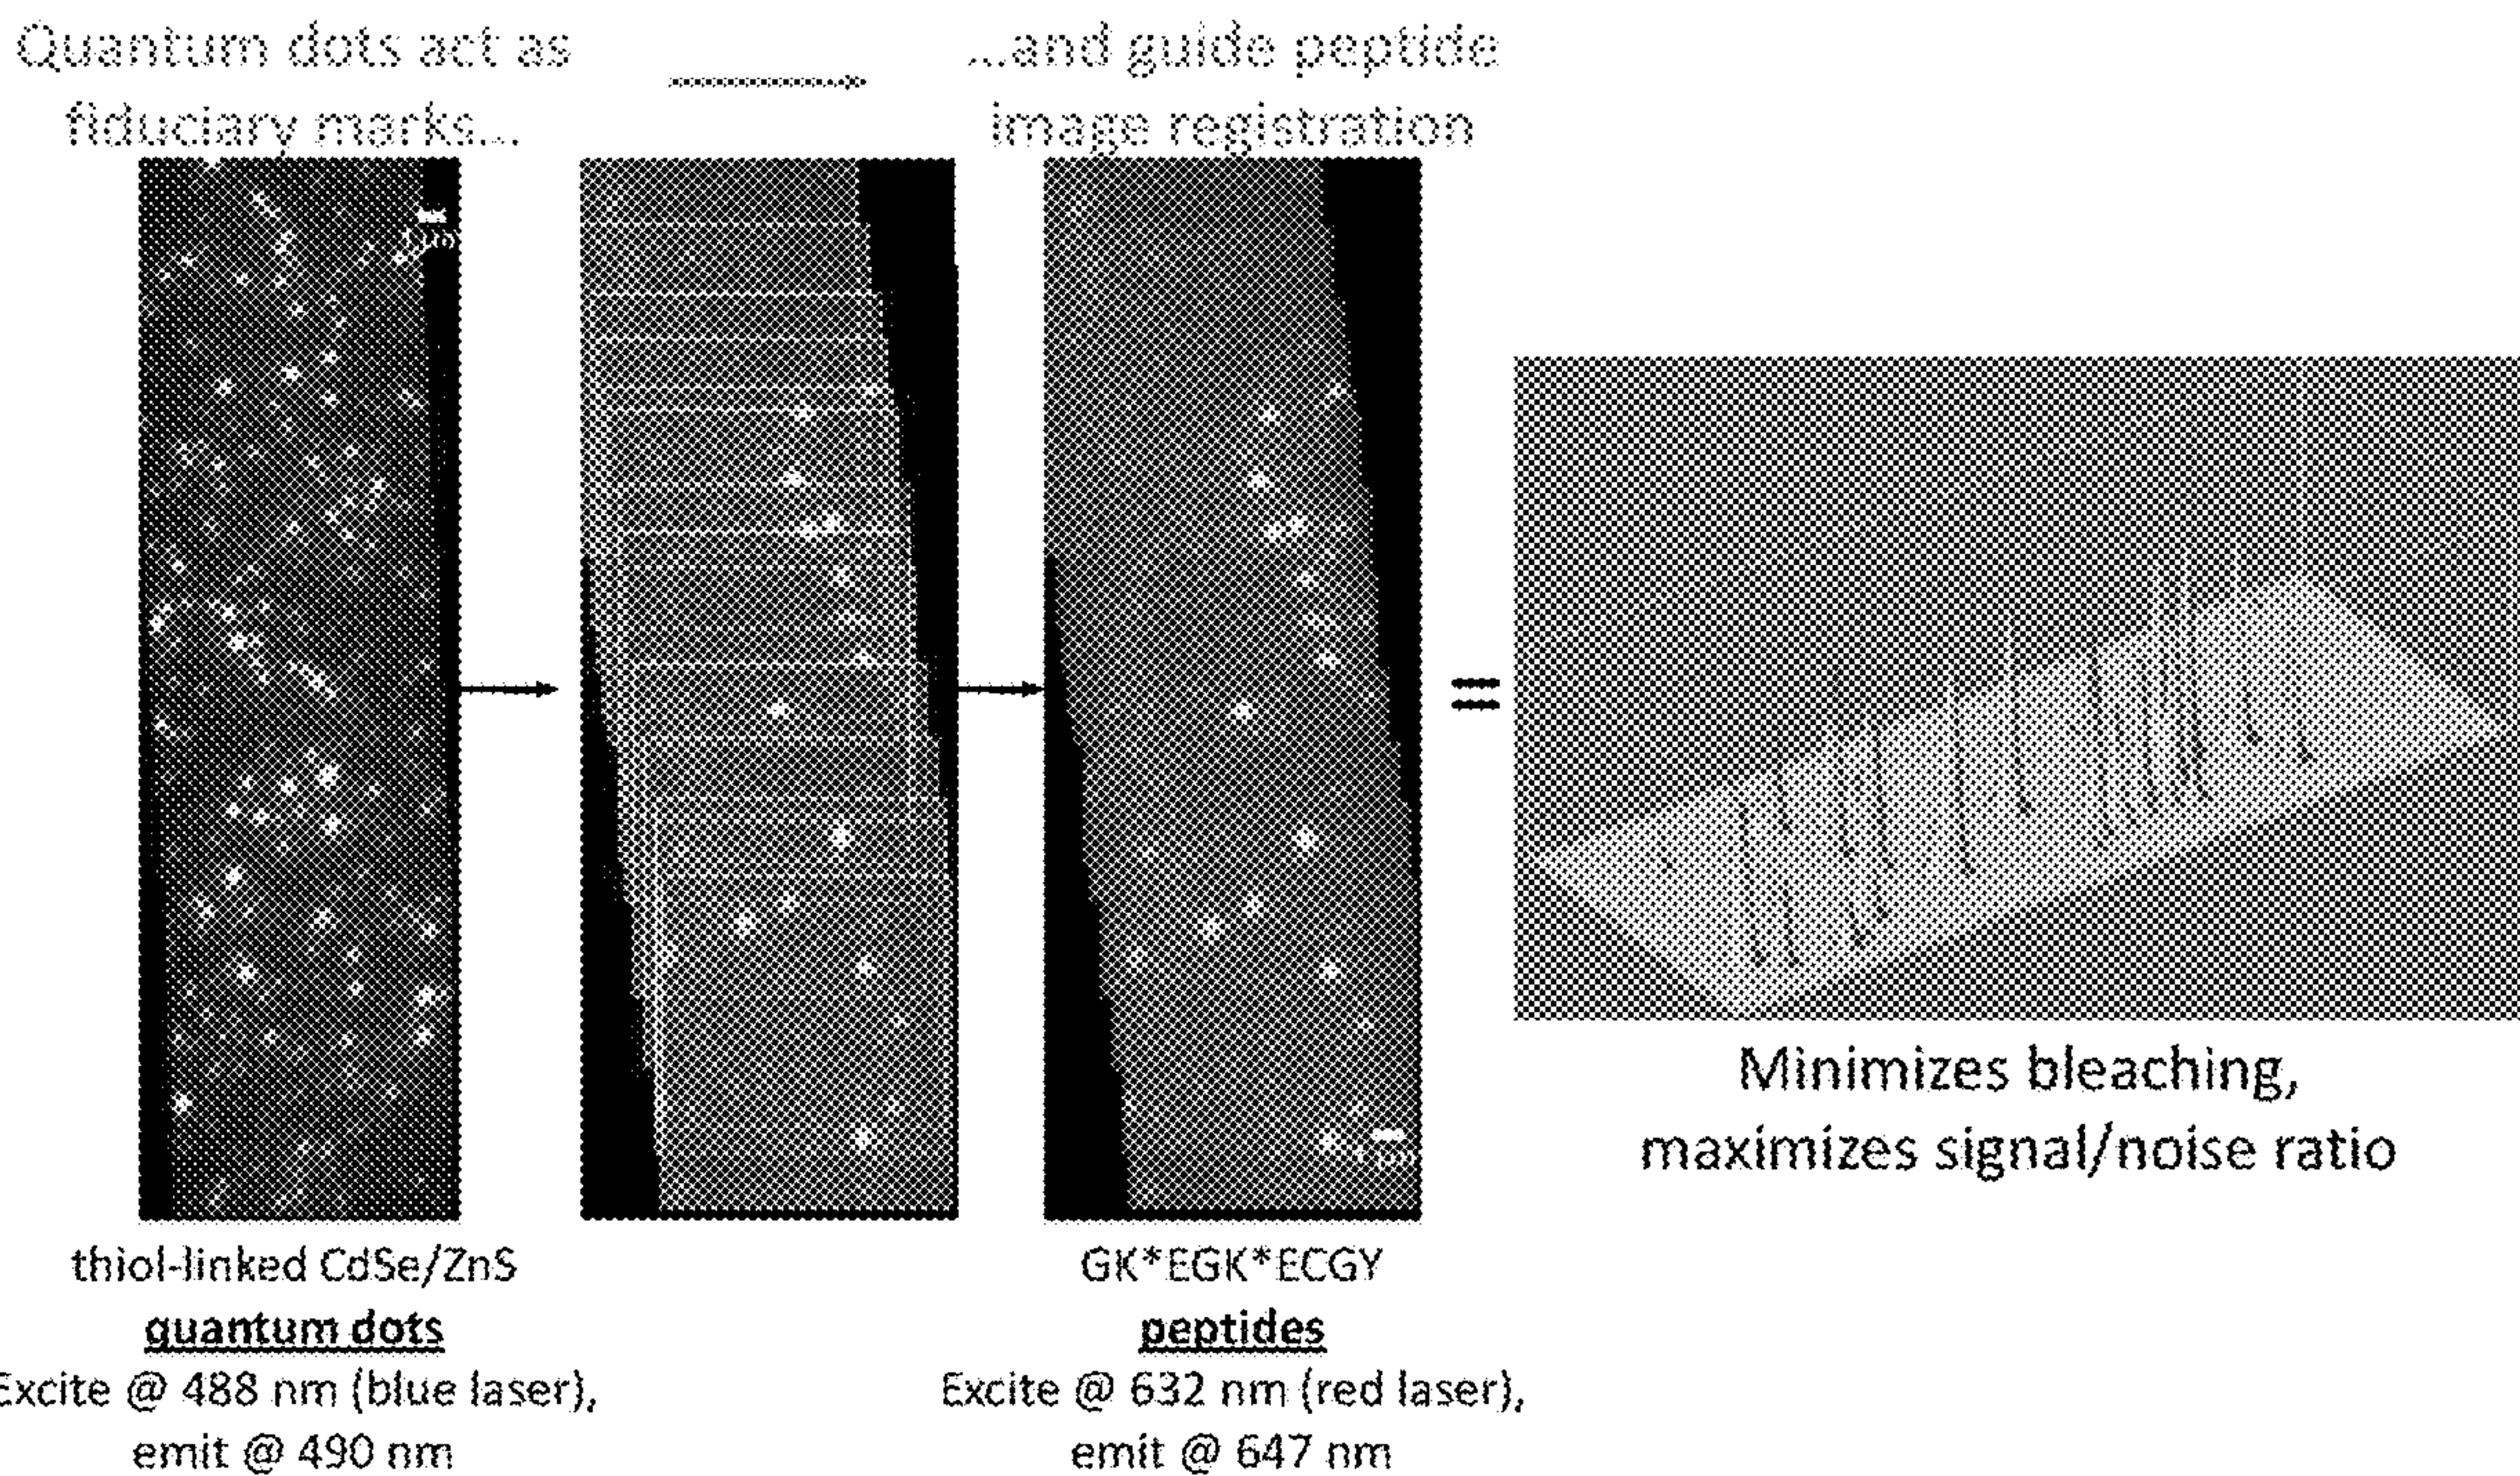 Quantum dots act as
fiduciary marks...
...and guide peptide
image registration
=
Minimizes bleaching,
maximizes signal/noise ratio
thiol-linked CdSe/ZnS
quantum dots
Excite @ 488 nm (blue laser),
emit @ 490 nm
GK*EGK*ECGY
peptides
Excite @ 632 nm (red laser),
emit @ 647 nm